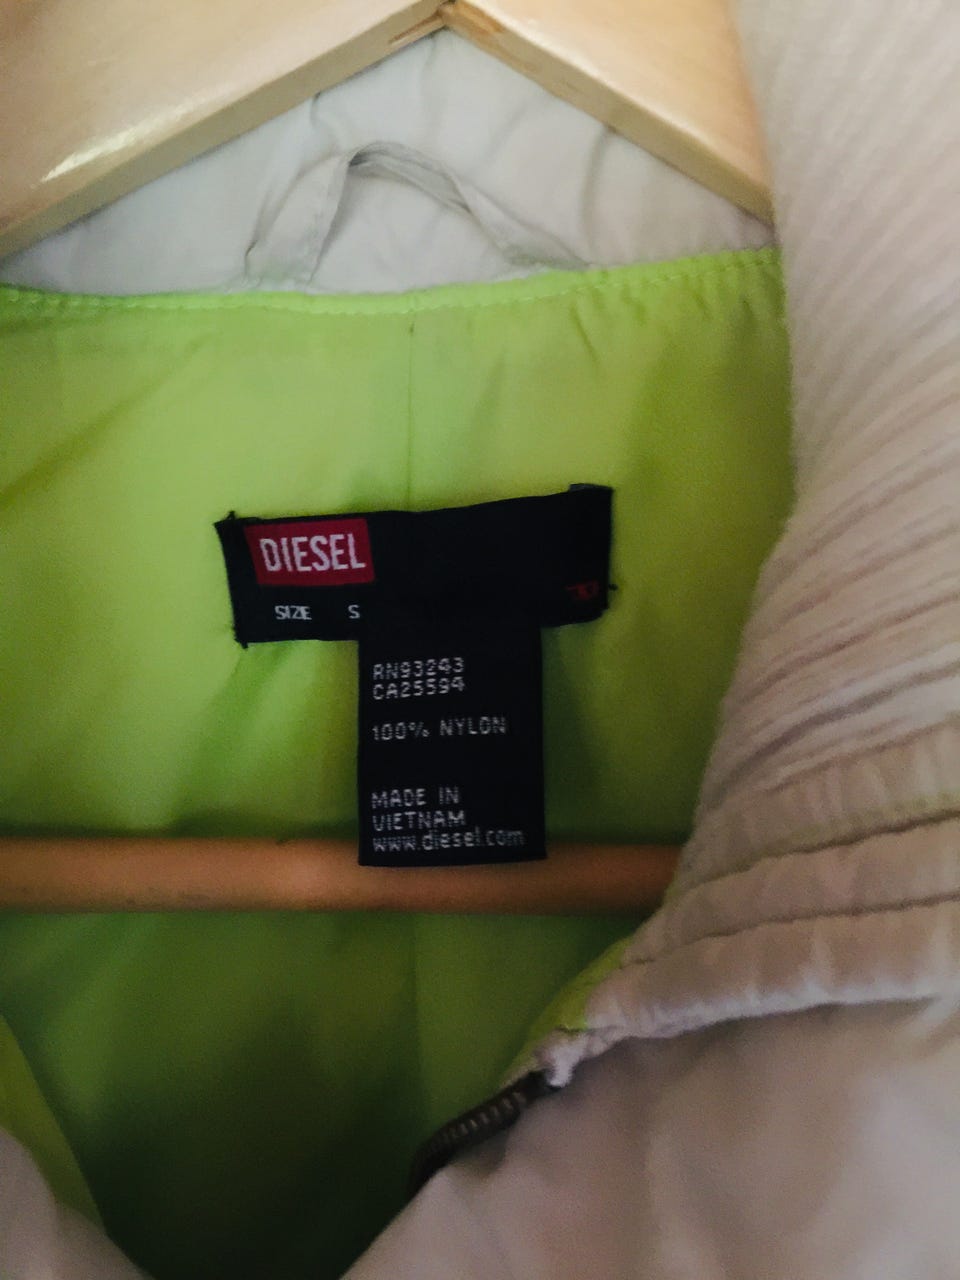 DIESEL
SIZE S
RN93243
CA25594
100% NYLON
MADE IN
VIETNAM
www.diesel.com